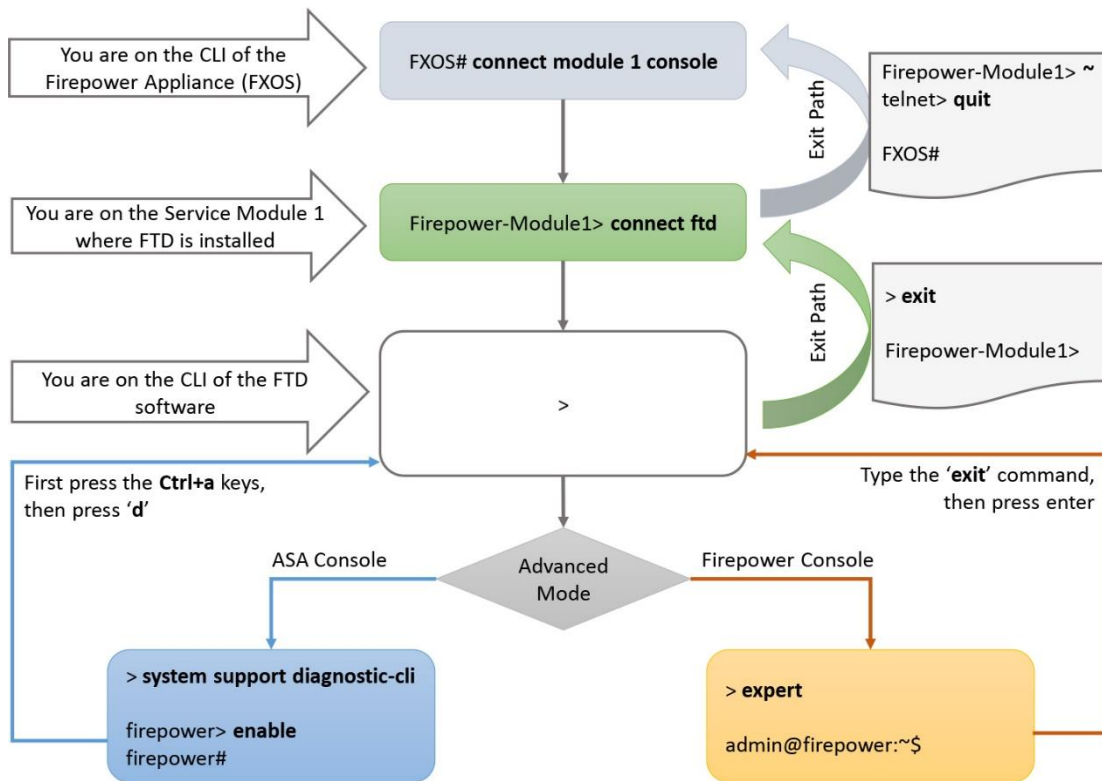 You are on the CLI of the
Firepower Appliance (FXOS)
FXOS# connect module 1 console
Exit Path
Firepower-Module1> ~
telnet> quit
FXOS#
You are on the Service Module 1
where FTD is installed
Firepower-Module1> connect ftd
Exit Path
> exit
Firepower-Module1>
You are on the CLI of the FTD
software
>
First press the Ctrl+a keys,
then press ‘d’
Type the ‘exit’ command,
then press enter
ASA Console
Advanced
Mode
Firepower Console
> system support diagnostic-cli
firepower> enable
firepower#
> expert
admin@firepower:~$